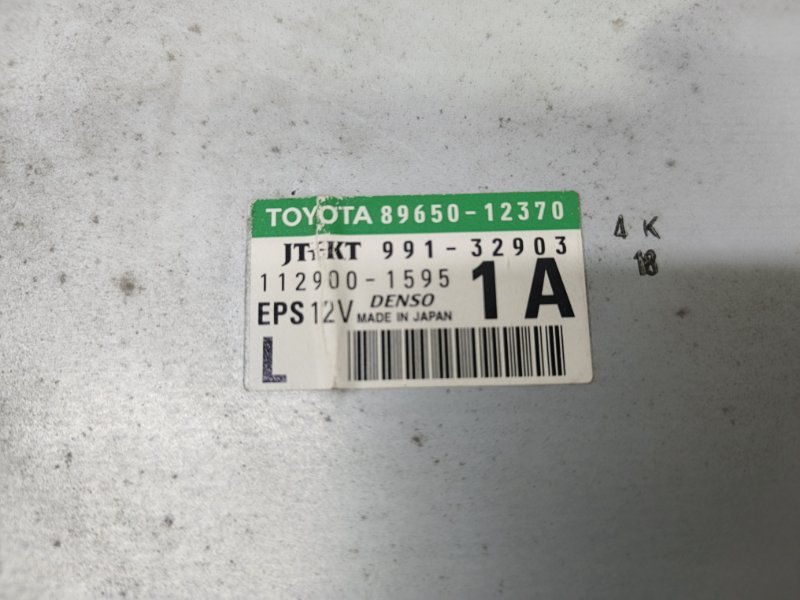 TOYOTA 89650-12370
JTEKT 991-32903
112900-1595
DENSO
1A
EPS 12V MADE IN JAPAN
L
4 K
18